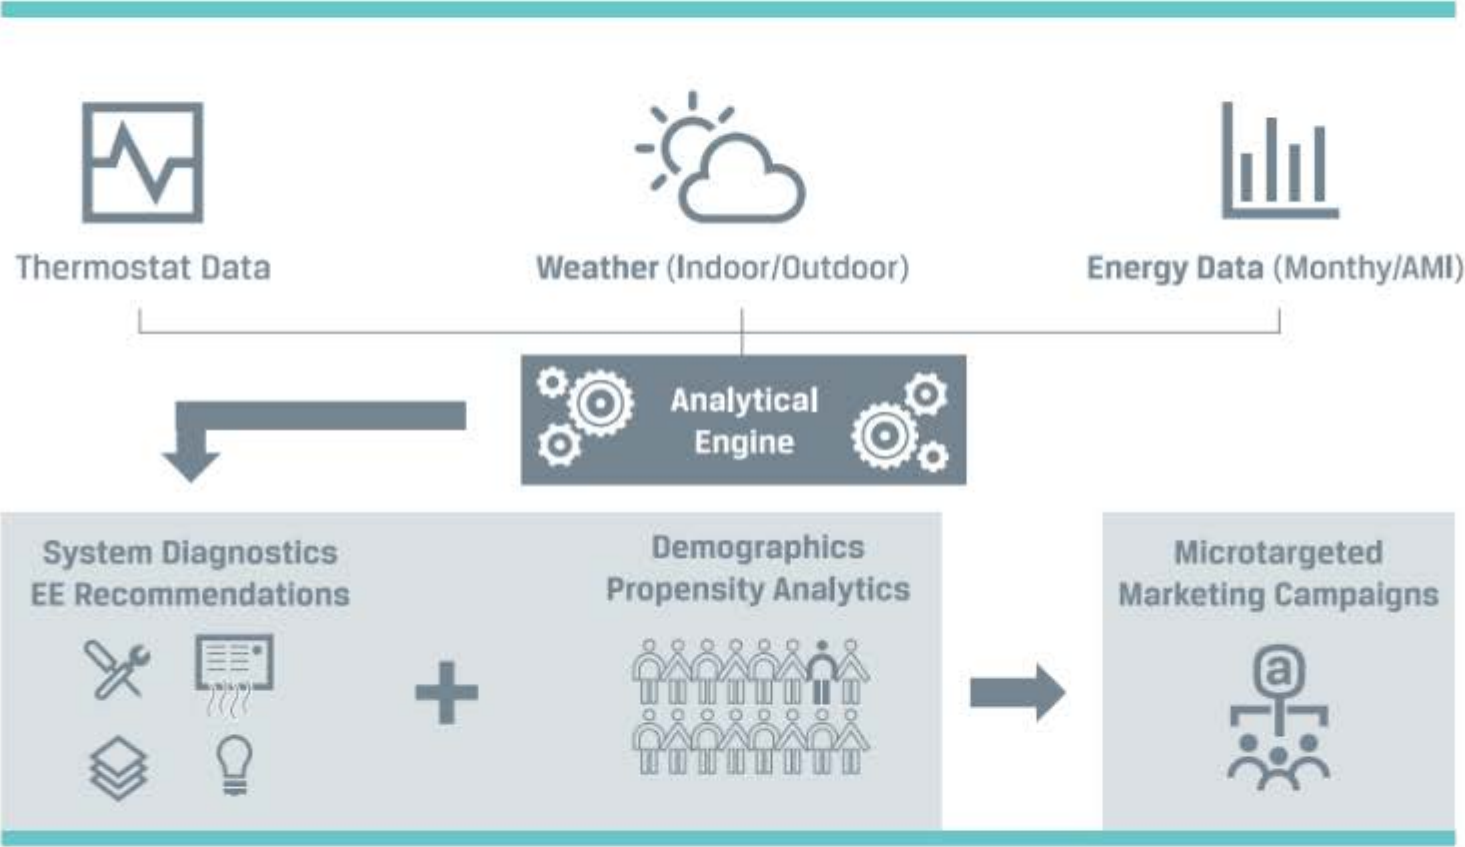 Thermostat Data
Weather (Indoor/Outdoor)
Energy Data (Monthy/AMI)
Analytical
Engine
System Diagnostics
EE Recommendations
Demographics
Propensity Analytics
Microtargeted
Marketing Campaigns
a